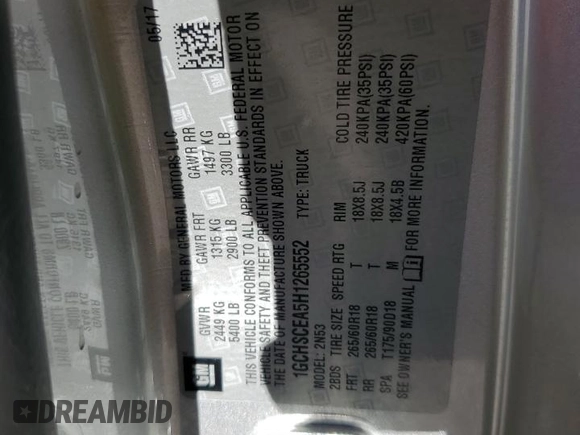 GM
MFD BY GENERAL MOTORS LLC
05/17
GVWR GAWR FRT GAWR RR
2449 KG 1315 KG 1497 KG
5400 LB 2900 LB 3300 LB
THIS VEHICLE CONFORMS TO ALL APPLICABLE U.S. FEDERAL MOTOR
VEHICLE SAFETY AND THEFT PREVENTION STANDARDS IN EFFECT ON
THE DATE OF MANUFACTURE SHOWN ABOVE.
1GCHSCEA5H1265552 TYPE: TRUCK
MODEL: 2N53
2BDS TIRE SIZE SPEED RTG RIM COLD TIRE PRESSURE
FRT 265/60R18 T 18X8.5J 240KPA(35PSI)
RR 265/60R18 T 18X8.5J 240KPA(35PSI)
SPA T175/90D18 M 18X4.5B 420KPA(60PSI)
SEE OWNER'S MANUAL FOR MORE INFORMATION.
DREAMBID